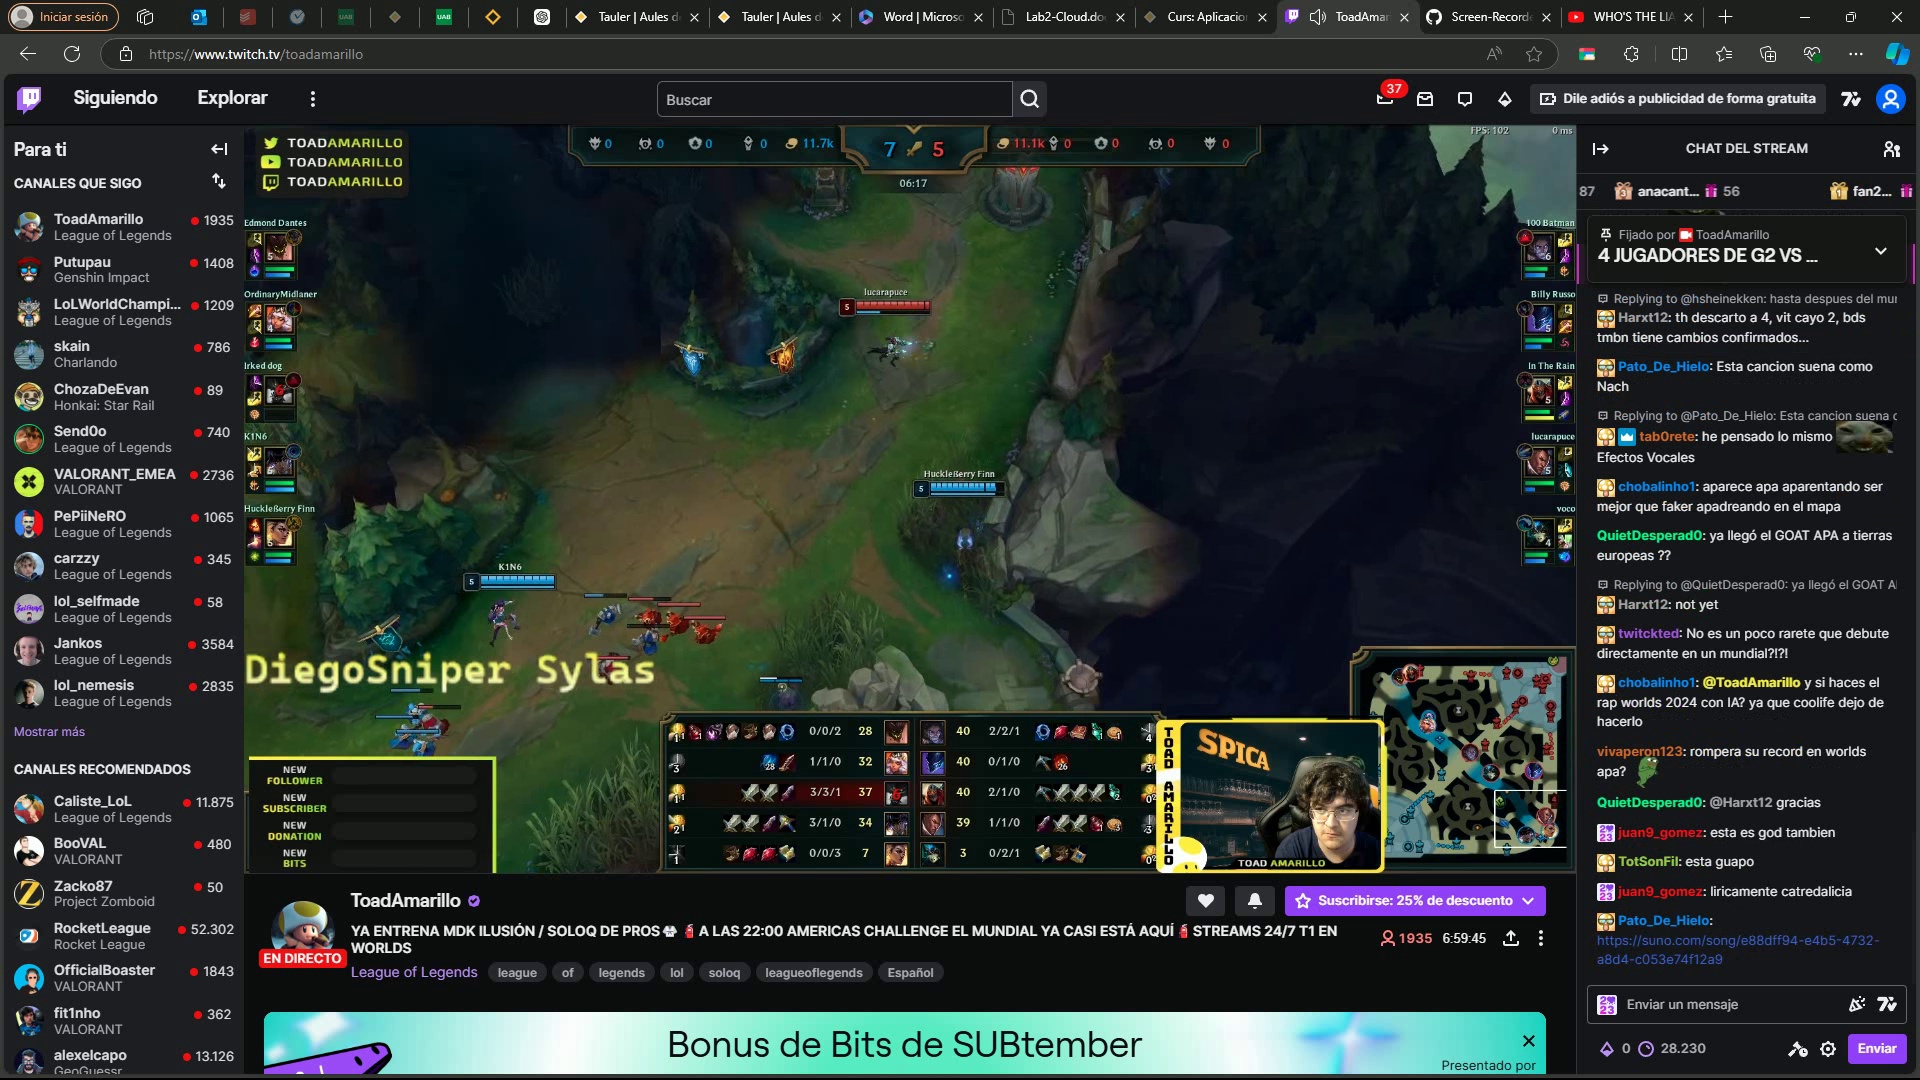 Iniciar sesión
Tauler | Aules d
Tauler | Aules d
Word | Microso
Lab2-Cloud.do
Curs: Aplicacion
ToadAmar
Screen-Record
WHO'S THE LIA
https://www.twitch.tv/toadamarillo
Siguiendo
Explorar
Buscar
37
Dile adiós a publicidad de forma gratuita
Para ti
CANALES QUE SIGO
ToadAmarillo
1935
League of Legends
Putupau
1408
Genshin Impact
LoLWorldChampi...
1209
League of Legends
skain
786
Charlando
ChozaDeEvan
89
Honkai: Star Rail
Send0o
740
League of Legends
VALORANT_EMEA
2736
VALORANT
PePiiNeRO
1065
League of Legends
carzzy
345
League of Legends
lol_selfmade
58
League of Legends
Jankos
3584
League of Legends
lol_nemesis
2835
League of Legends
Mostrar más
CANALES RECOMENDADOS
Caliste_LoL
11.875
League of Legends
BooVAL
480
VALORANT
Zacko87
50
Project Zomboid
RocketLeague
52.302
Rocket League
OfficialBoaster
1843
VALORANT
fit1nho
362
VALORANT
alexelcapo
13.126
GeoGuessr
TOADAMARILLO
TOADAMARILLO
TOADAMARILLO
0 0 0 0 11.7k 7 5 11.1k 0 0 0 0
06:17
FPS: 102 0 ms
Edmond Dantes
OrdinaryMidlaner
Irked dog
K1N6
HuckleBerry Finn
100 Batman
Billy Russo
In The Rain
lucarapuce
voco
lucarapuce
5
HuckleBerry Finn
5
K1N6
5
DiegoSniper Sylas
NEW
FOLLOWER
NEW
SUBSCRIBER
NEW
DONATION
NEW
BITS
0/0/2 28 40 2/2/1
1/1/0 32 40 0/1/0
3/3/1 37 40 2/1/0
3/1/0 34 39 1/1/0
0/0/3 7 3 0/2/1
TOAD AMARILLO
SPICA
TOAD AMARILLO
ToadAmarillo
EN DIRECTO
Suscribirse: 25% de descuento
YA ENTRENA MDK ILUSIÓN / SOLOQ DE PROS A LAS 22:00 AMERICAS CHALLENGE EL MUNDIAL YA CASI ESTÁ AQUÍ STREAMS 24/7 T1 EN
WORLDS
1935 6:59:45
League of Legends
league of legends lol soloq leagueoflegends Español
Bonus de Bits de SUBtember
Presentado por
CHAT DEL STREAM
87 anacant... 56 fan2...
Fijado por ToadAmarillo
4 JUGADORES DE G2 VS ...
Replying to @hsheinekken: hasta despues del mur
Harxt12: th descarto a 4, vit cayo 2, bds
tmbn tiene cambios confirmados...
Pato_De_Hielo: Esta cancion suena como
Nach
Replying to @Pato_De_Hielo: Esta cancion suena c
tab0rete: he pensado lo mismo
Efectos Vocales
chobalinho1: aparece apa aparentando ser
mejor que faker apadreando en el mapa
QuietDesperad0: ya llegó el GOAT APA a tierras
europeas ??
Replying to @QuietDesperad0: ya llegó el GOAT A
Harxt12: not yet
twitckted: No es un poco rarete que debute
directamente en un mundial?!?!
chobalinho1: @ToadAmarillo y si haces el
rap worlds 2024 con IA? ya que coolife dejo de
hacerlo
vivaperon123: rompera su record en worlds
apa?
QuietDesperad0: @Harxt12 gracias
juan9_gomez: esta es god tambien
TotSonFil: esta guapo
juan9_gomez: liricamente catredalicia
Pato_De_Hielo:
https://suno.com/song/e88dff94-e4b5-4732-
a8d4-c053e74f12a9
Enviar un mensaje
0 28.230
Enviar